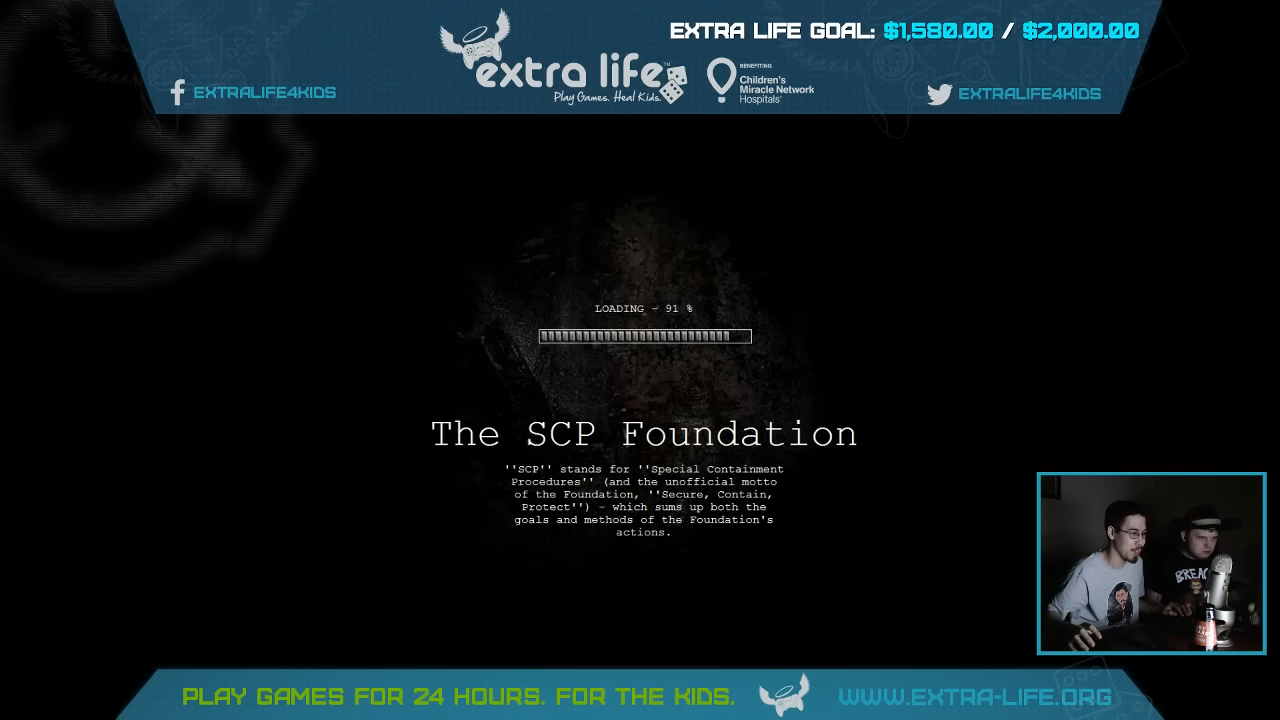 EXTRA LIFE GOAL: $1,580.00 / $2,000.00
extra life™
Play Games. Heal Kids.
BENEFITING
Children's
Miracle Network
Hospitals
EXTRALIFE4KIDS
EXTRALIFE4KIDS
LOADING - 91 %
The SCP Foundation
''SCP'' stands for ''Special Containment
Procedures'' (and the unofficial motto
of the Foundation, ''Secure, Contain,
Protect'') - which sums up both the
goals and methods of the Foundation's
actions.
PLAY GAMES FOR 24 HOURS. FOR THE KIDS.
WWW.EXTRA-LIFE.ORG